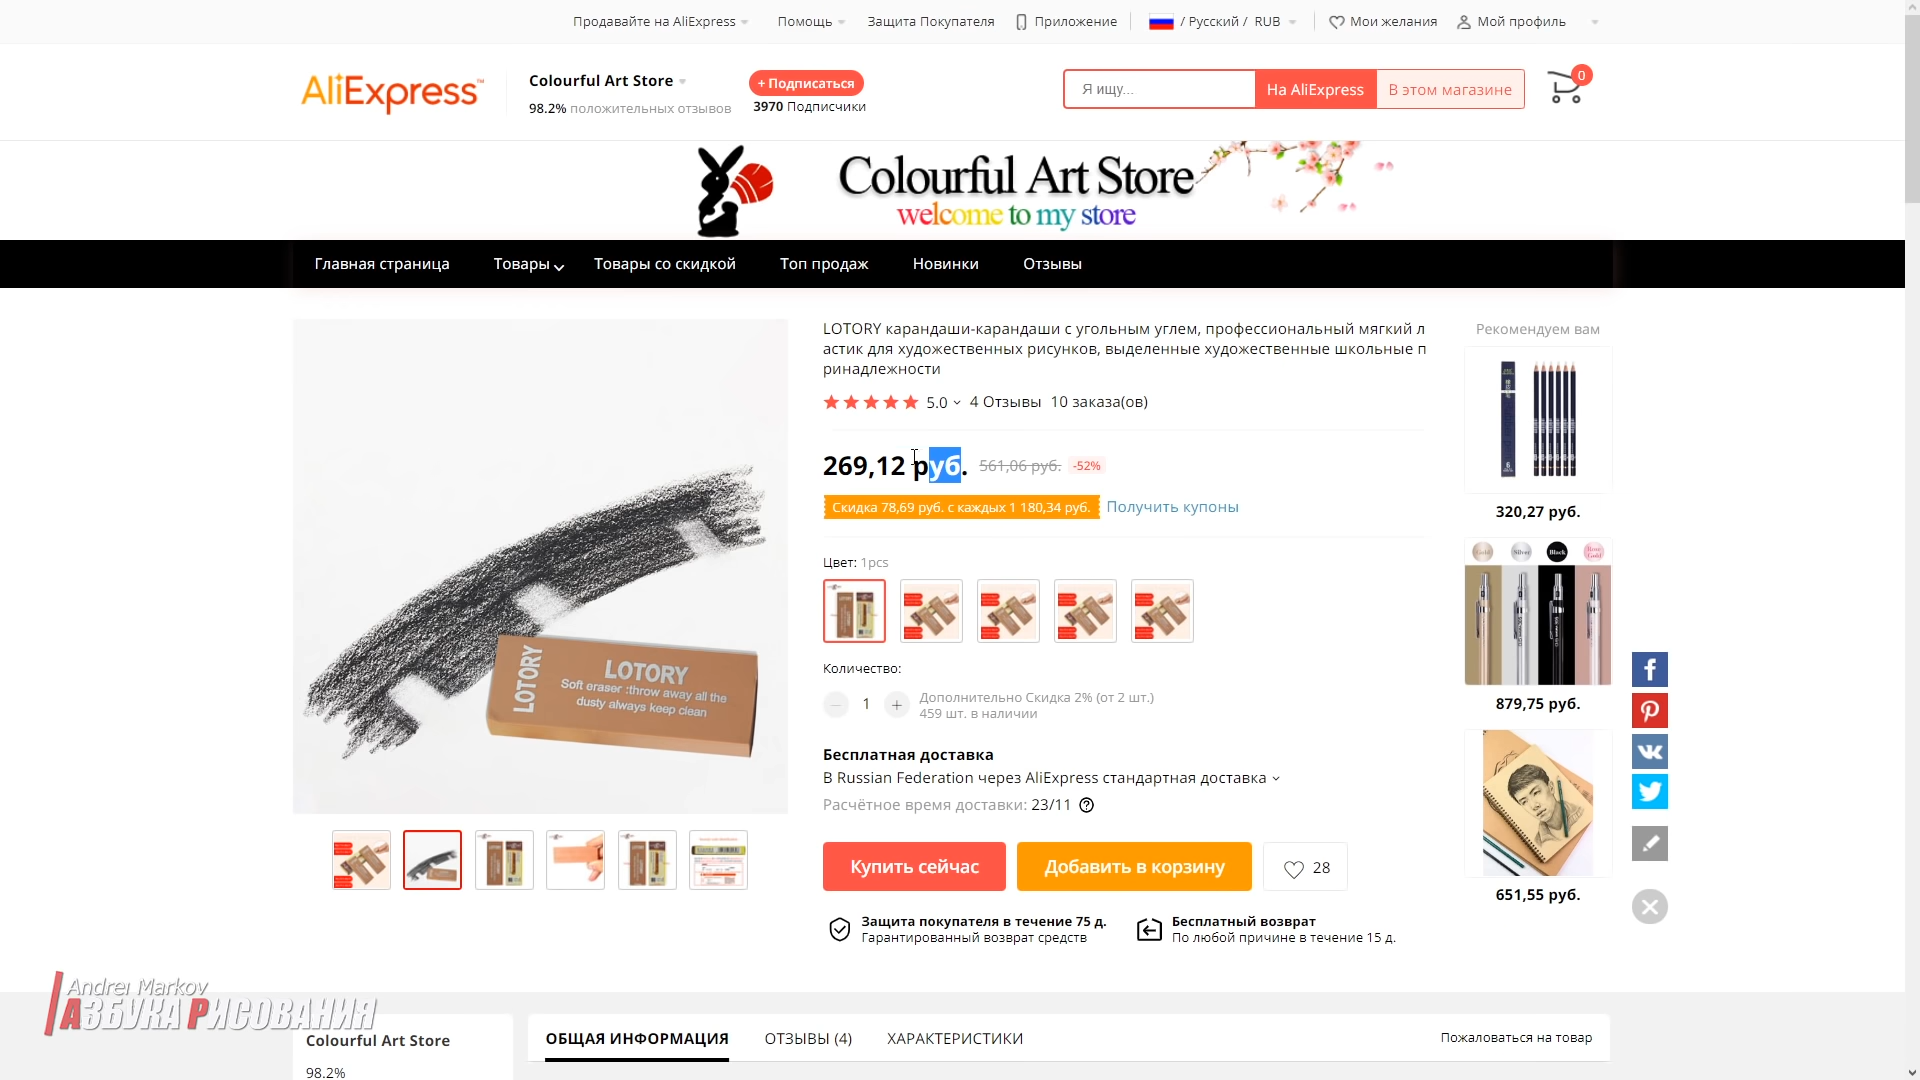 Продавайте на AliExpress
Помощь
Защита Покупателя
Приложение
/ Русский / RUB
Мои желания
Мой профиль
AliExpress™
Colourful Art Store
98.2% положительных отзывов
+ Подписаться
3970 Подписчики
Я ищу...
На AliExpress
В этом магазине
0
Colourful Art Store
welcome to my store
Главная страница
Товары
Товары со скидкой
Топ продаж
Новинки
Отзывы
LOTORY
LOTORY
Soft eraser :throw away all the
dusty always keep clean
LOTORY карандаши-карандаши с угольным углем, профессиональный мягкий л
астик для художественных рисунков, выделенные художественные школьные п
ринадлежности
5.0
4 Отзывы
10 заказа(ов)
269,12 руб.
561,06 руб.
-52%
Скидка 78,69 руб. с каждых 1 180,34 руб.
Получить купоны
Цвет: 1pcs
Количество:
1
Дополнительно Скидка 2% (от 2 шт.)
459 шт. в наличии
Бесплатная доставка
В Russian Federation через AliExpress стандартная доставка
Расчётное время доставки: 23/11
Купить сейчас
Добавить в корзину
28
Защита покупателя в течение 75 д.
Гарантированный возврат средств
Бесплатный возврат
По любой причине в течение 15 д.
Рекомендуем вам
320,27 руб.
Gold
Silver
Black
Rose Gold
879,75 руб.
651,55 руб.
Andrei Markov
Азбука Рисования
Colourful Art Store
98.2%
ОБЩАЯ ИНФОРМАЦИЯ
ОТЗЫВЫ (4)
ХАРАКТЕРИСТИКИ
Пожаловаться на товар